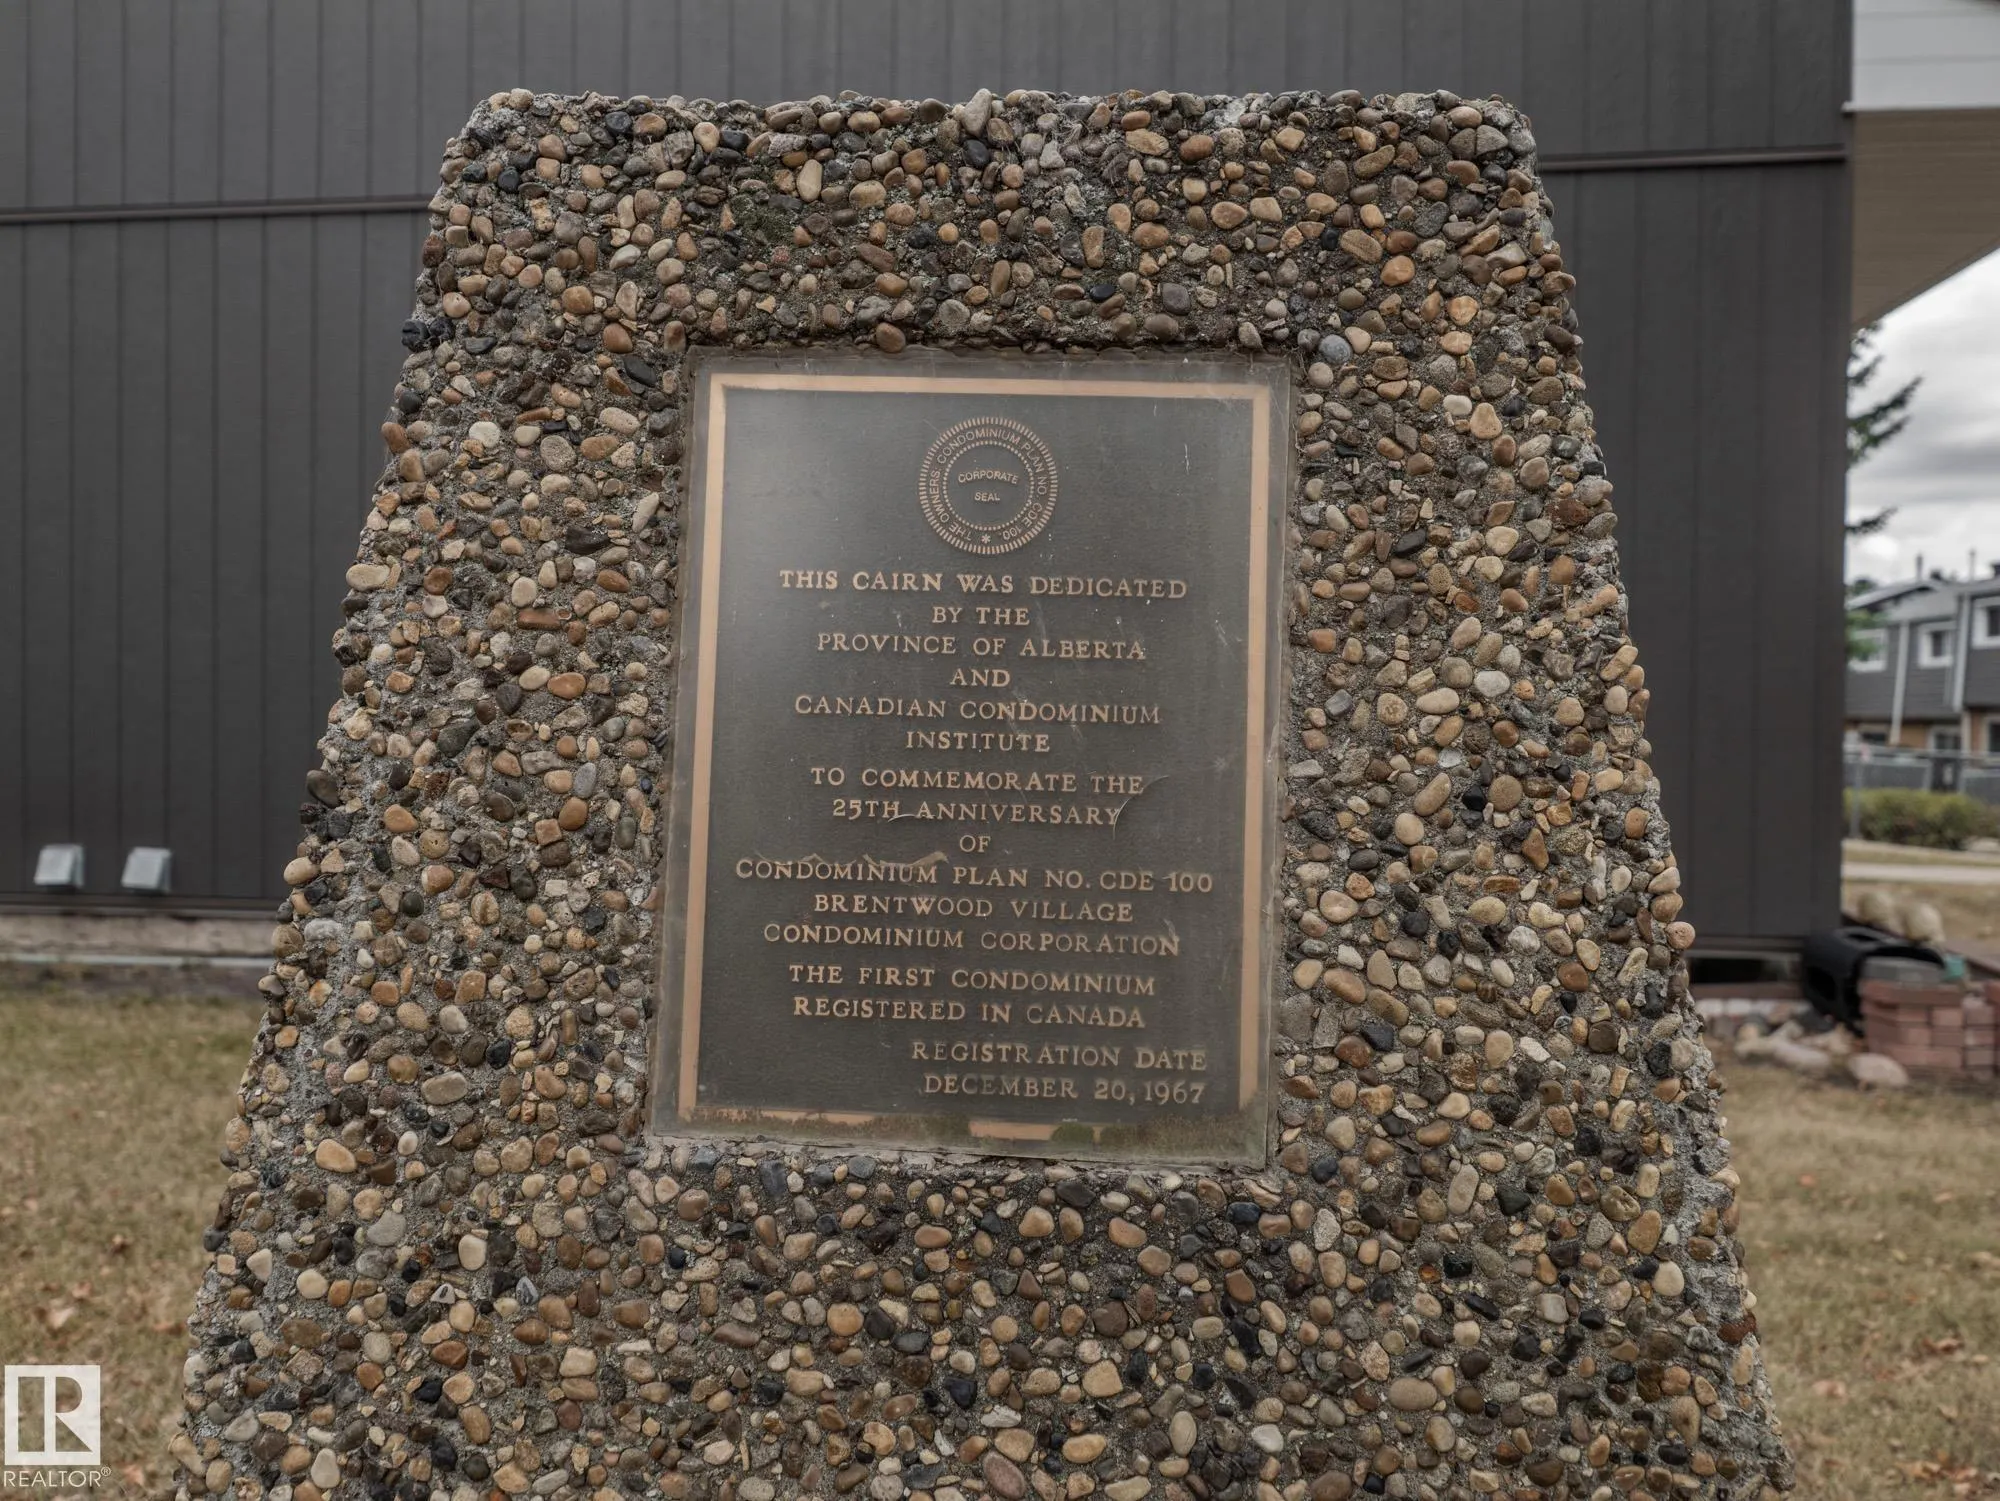 THE OWNERS: CONDOMINIUM PLAN NO. CDE 100.
CORPORATE
SEAL
THIS CAIRN WAS DEDICATED
BY THE
PROVINCE OF ALBERTA
AND
CANADIAN CONDOMINIUM
INSTITUTE
TO COMMEMORATE THE
25TH ANNIVERSARY
OF
CONDOMINIUM PLAN NO. CDE 100
BRENTWOOD VILLAGE
CONDOMINIUM CORPORATION
THE FIRST CONDOMINIUM
REGISTERED IN CANADA
REGISTRATION DATE
DECEMBER 20, 1967
R
REALTOR®